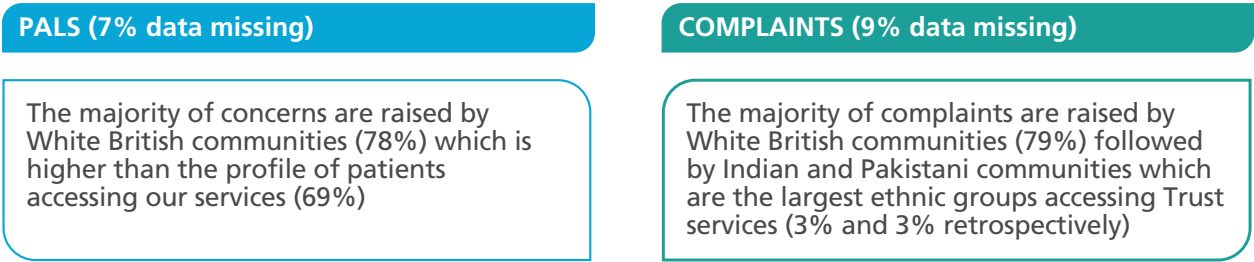 PALS (7% data missing)
The majority of concerns are raised by
White British communities (78%) which is
higher than the profile of patients
accessing our services (69%)
COMPLAINTS (9% data missing)
The majority of complaints are raised by
White British communities (79%) followed
by Indian and Pakistani communities which
are the largest ethnic groups accessing Trust
services (3% and 3% retrospectively)